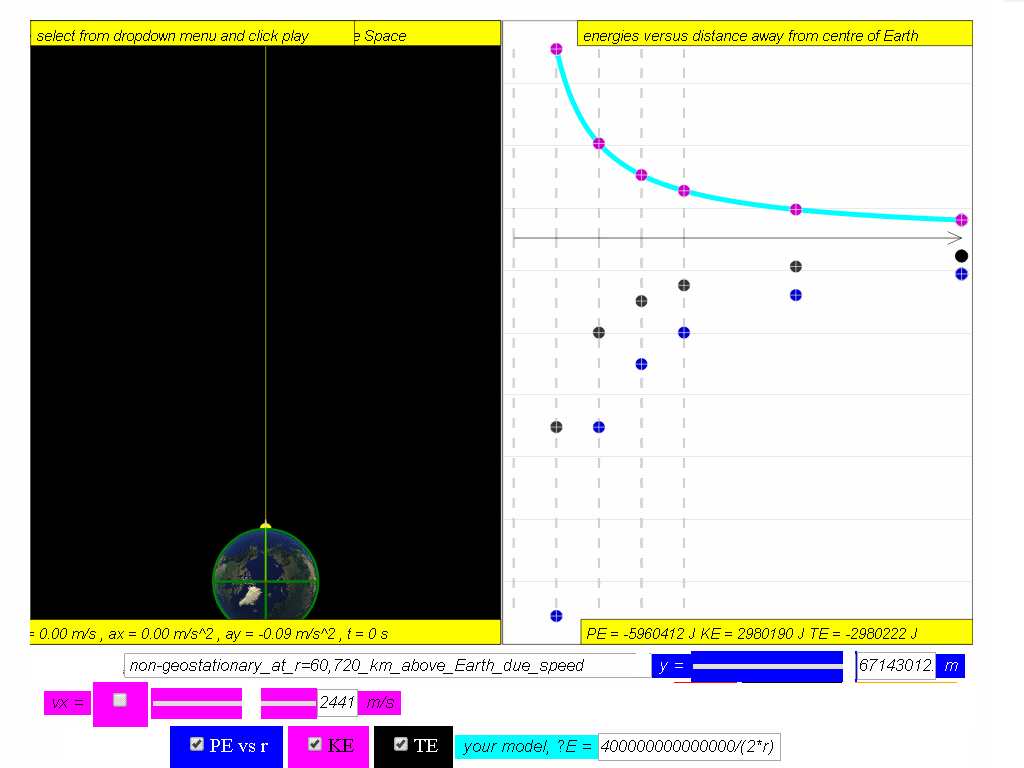 select from dropdown menu and click play
e Space
energies versus distance away from centre of Earth
= 0.00 m/s , ax = 0.00 m/s^2 , ay = -0.09 m/s^2 , t = 0 s
PE = -5960412 J KE = 2980190 J TE = -2980222 J
non-geostationary_at_r=60,720_km_above_Earth_due_speed
y =
67143012.
m
vx =
2441
m/s
PE vs r
KE
TE
your model, ?E =
400000000000000/(2*r)